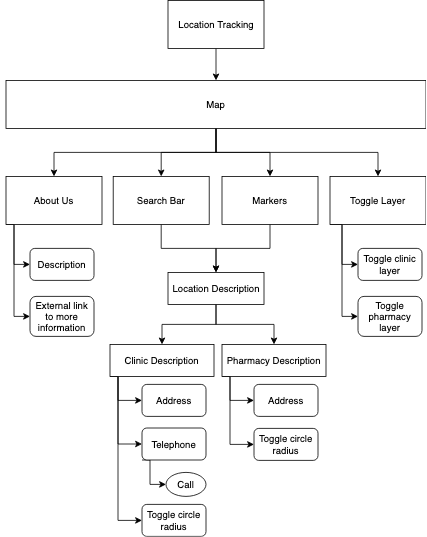 Location Tracking
Map
About Us
Search Bar
Markers
Toggle Layer
Description
External link
to more
information
Toggle clinic
layer
Toggle
pharmacy
layer
Location Description
Clinic Description
Pharmacy Description
Address
Telephone
Call
Toggle circle
radius
Address
Toggle circle
radius